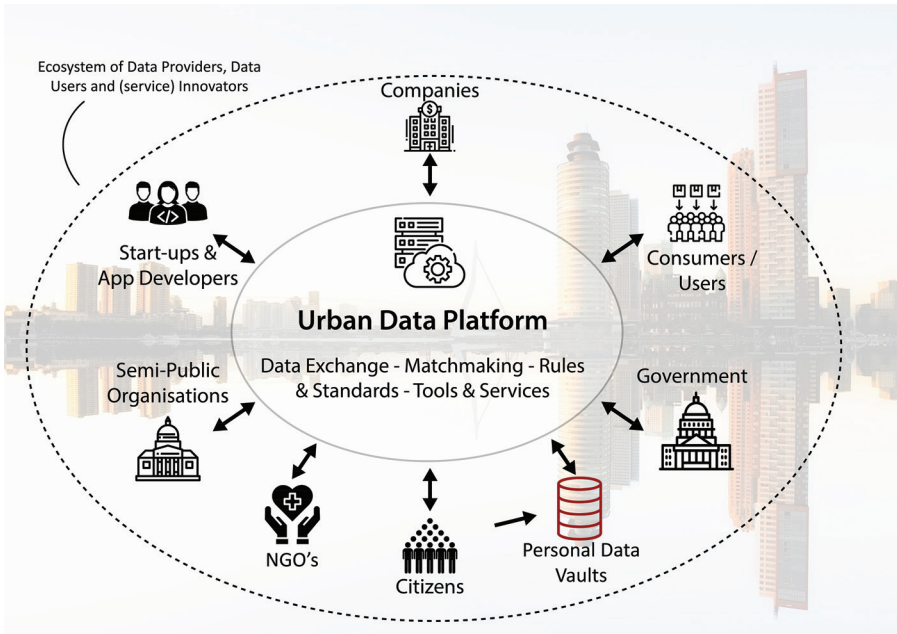 Ecosystem of Data Providers, Data
Users and (service) Innovators
Companies
$
</>
Start-ups &
App Developers
Consumers /
Users
Urban Data Platform
Data Exchange - Matchmaking - Rules
& Standards - Tools & Services
Semi-Public
Organisations
Government
NGO's
Citizens
Personal Data
Vaults